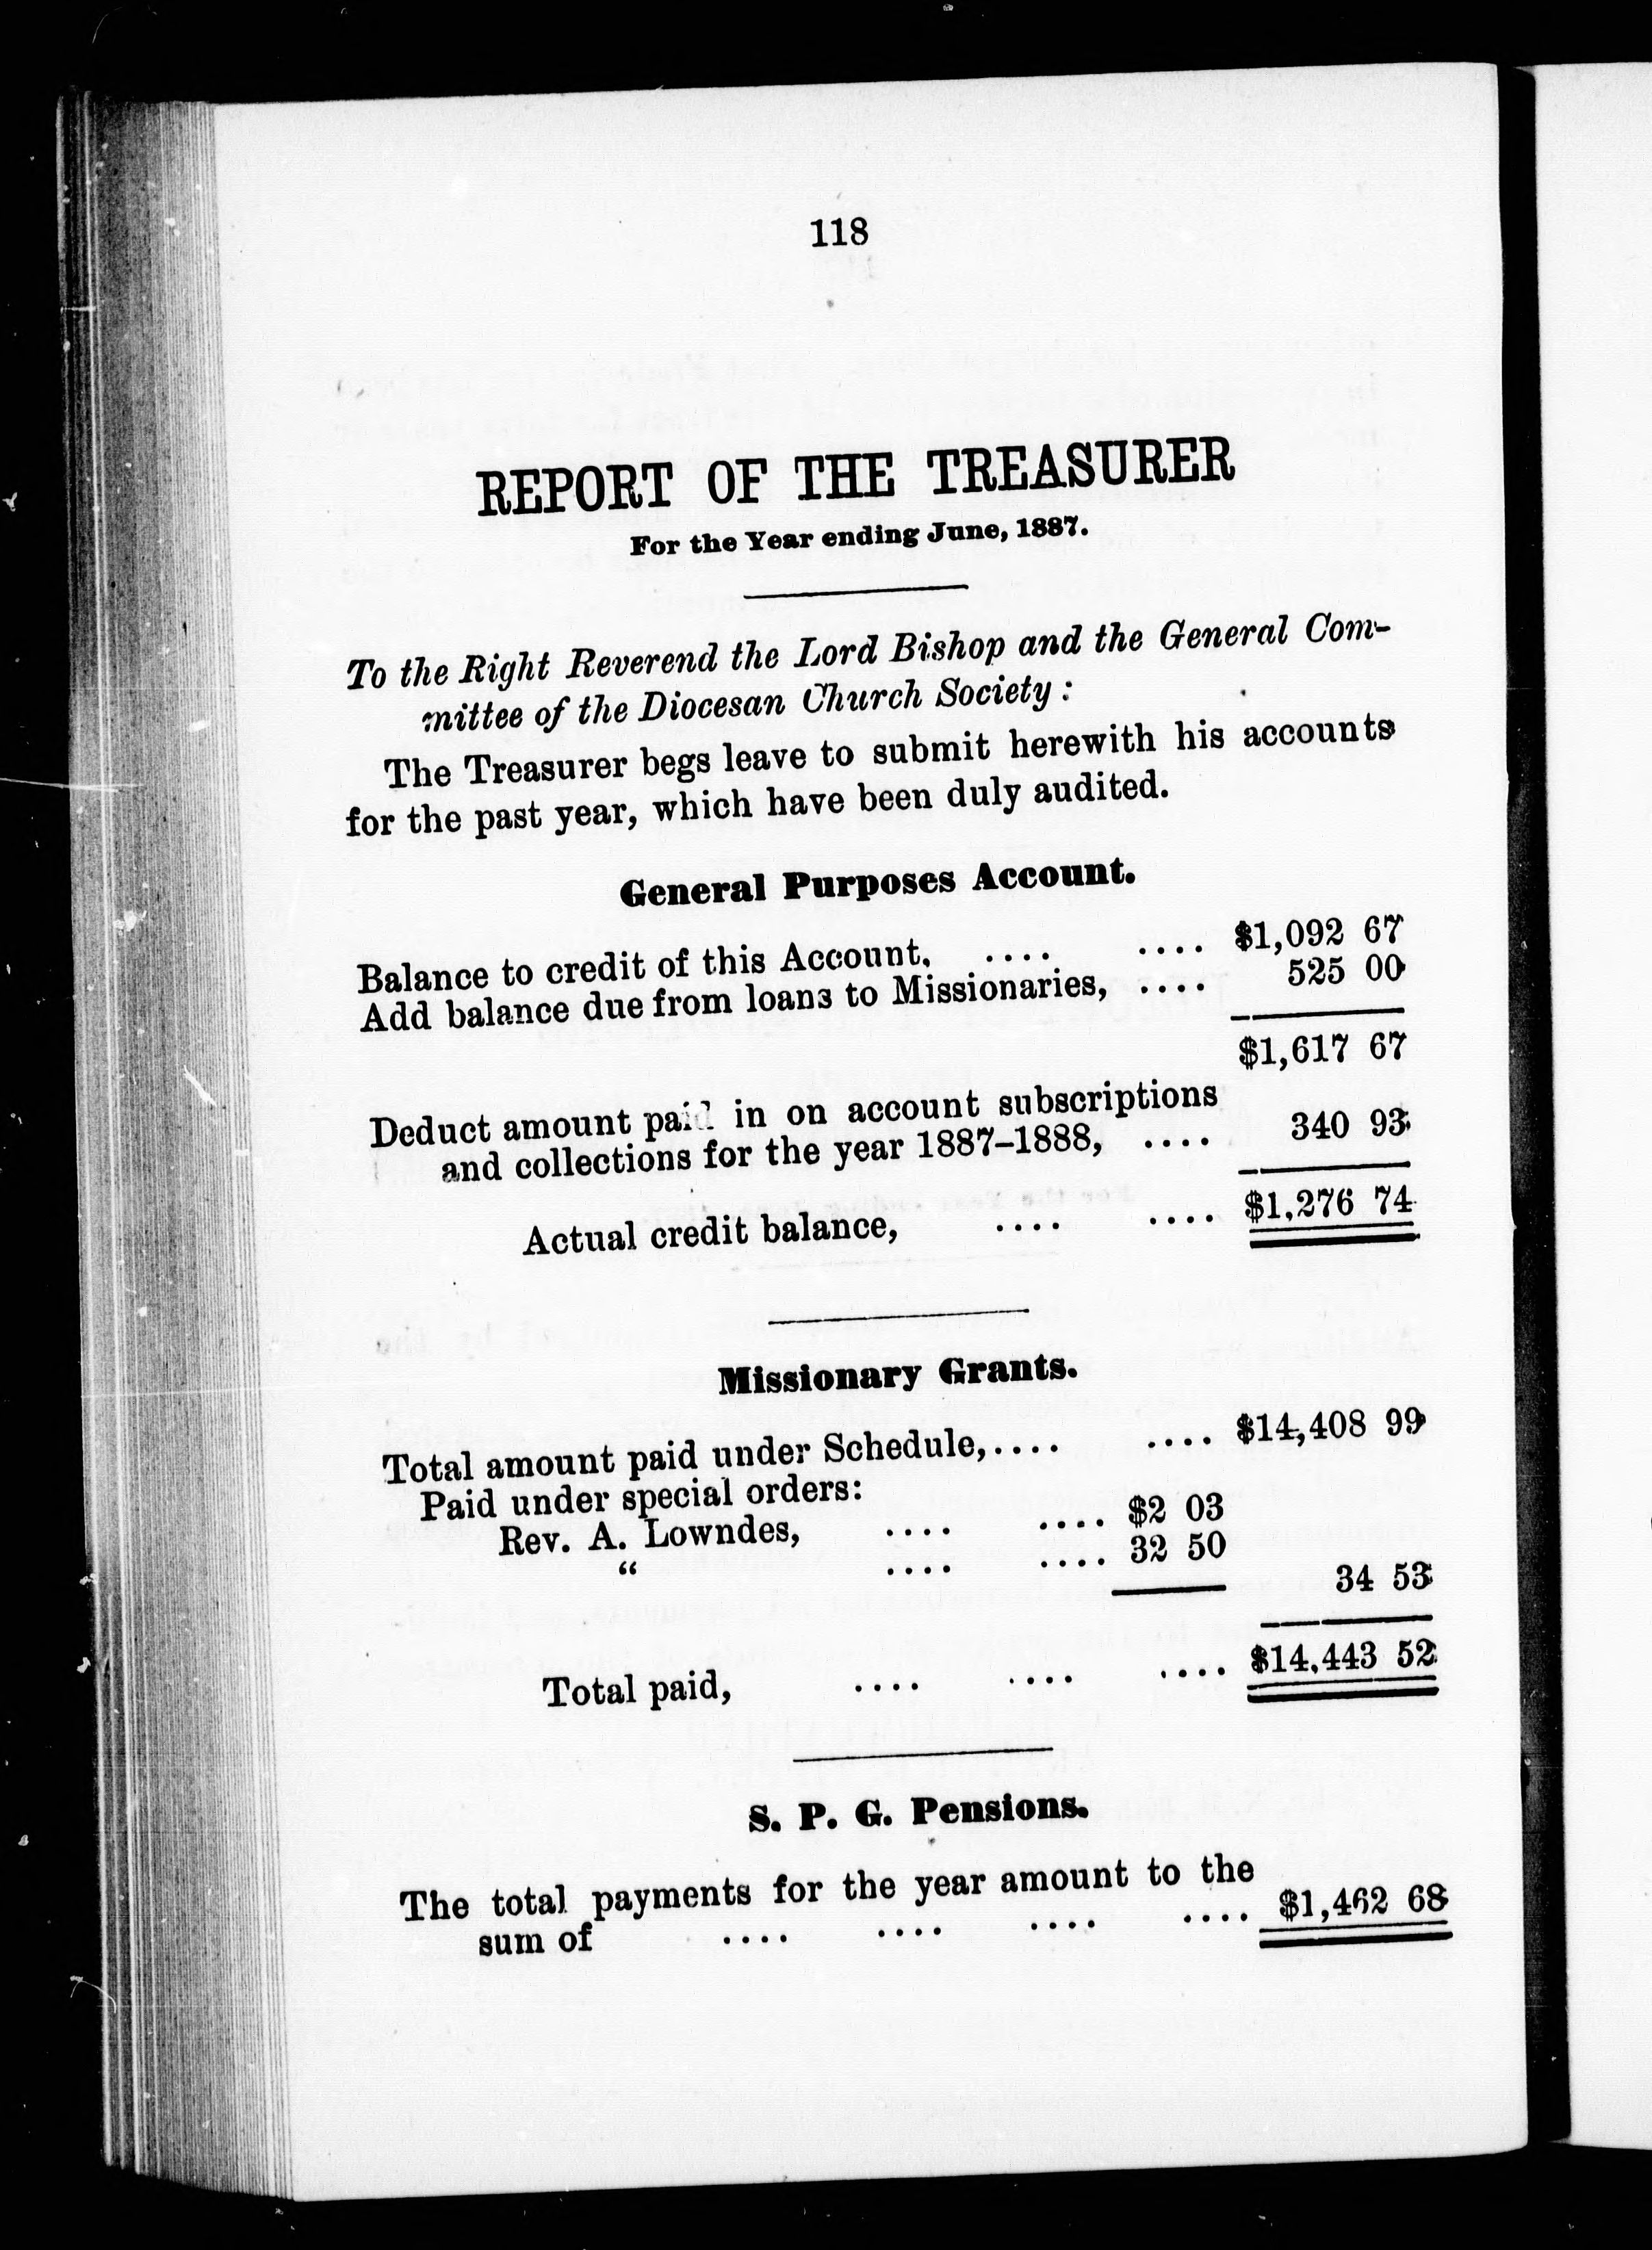 118
REPORT OF THE TREASURER
For the Year ending June, 1887.
To the Right Reverend the Lord Bishop and the General Com-
mittee of the Diocesan Church Society:
The Treasurer begs leave to submit herewith his accounts
for the past year, which have been duly audited.
General Purposes Account.
Balance to credit of this Account, .... .... $1,092 67
Add balance due from loans to Missionaries, .... 525 00
$1,617 67
Deduct amount paid in on account subscriptions
and collections for the year 1887-1888, .... 340 93
Actual credit balance, .... .... $1,276 74
Missionary Grants.
Total amount paid under Schedule,.... .... $14,408 99
Paid under special orders:
Rev. A. Lowndes, .... .... $2 03
“ .... .... 32 50
34 53
Total paid, .... .... .... $14,443 52
S. P. G. Pensions.
The total payments for the year amount to the
sum of .... .... .... .... $1,462 68